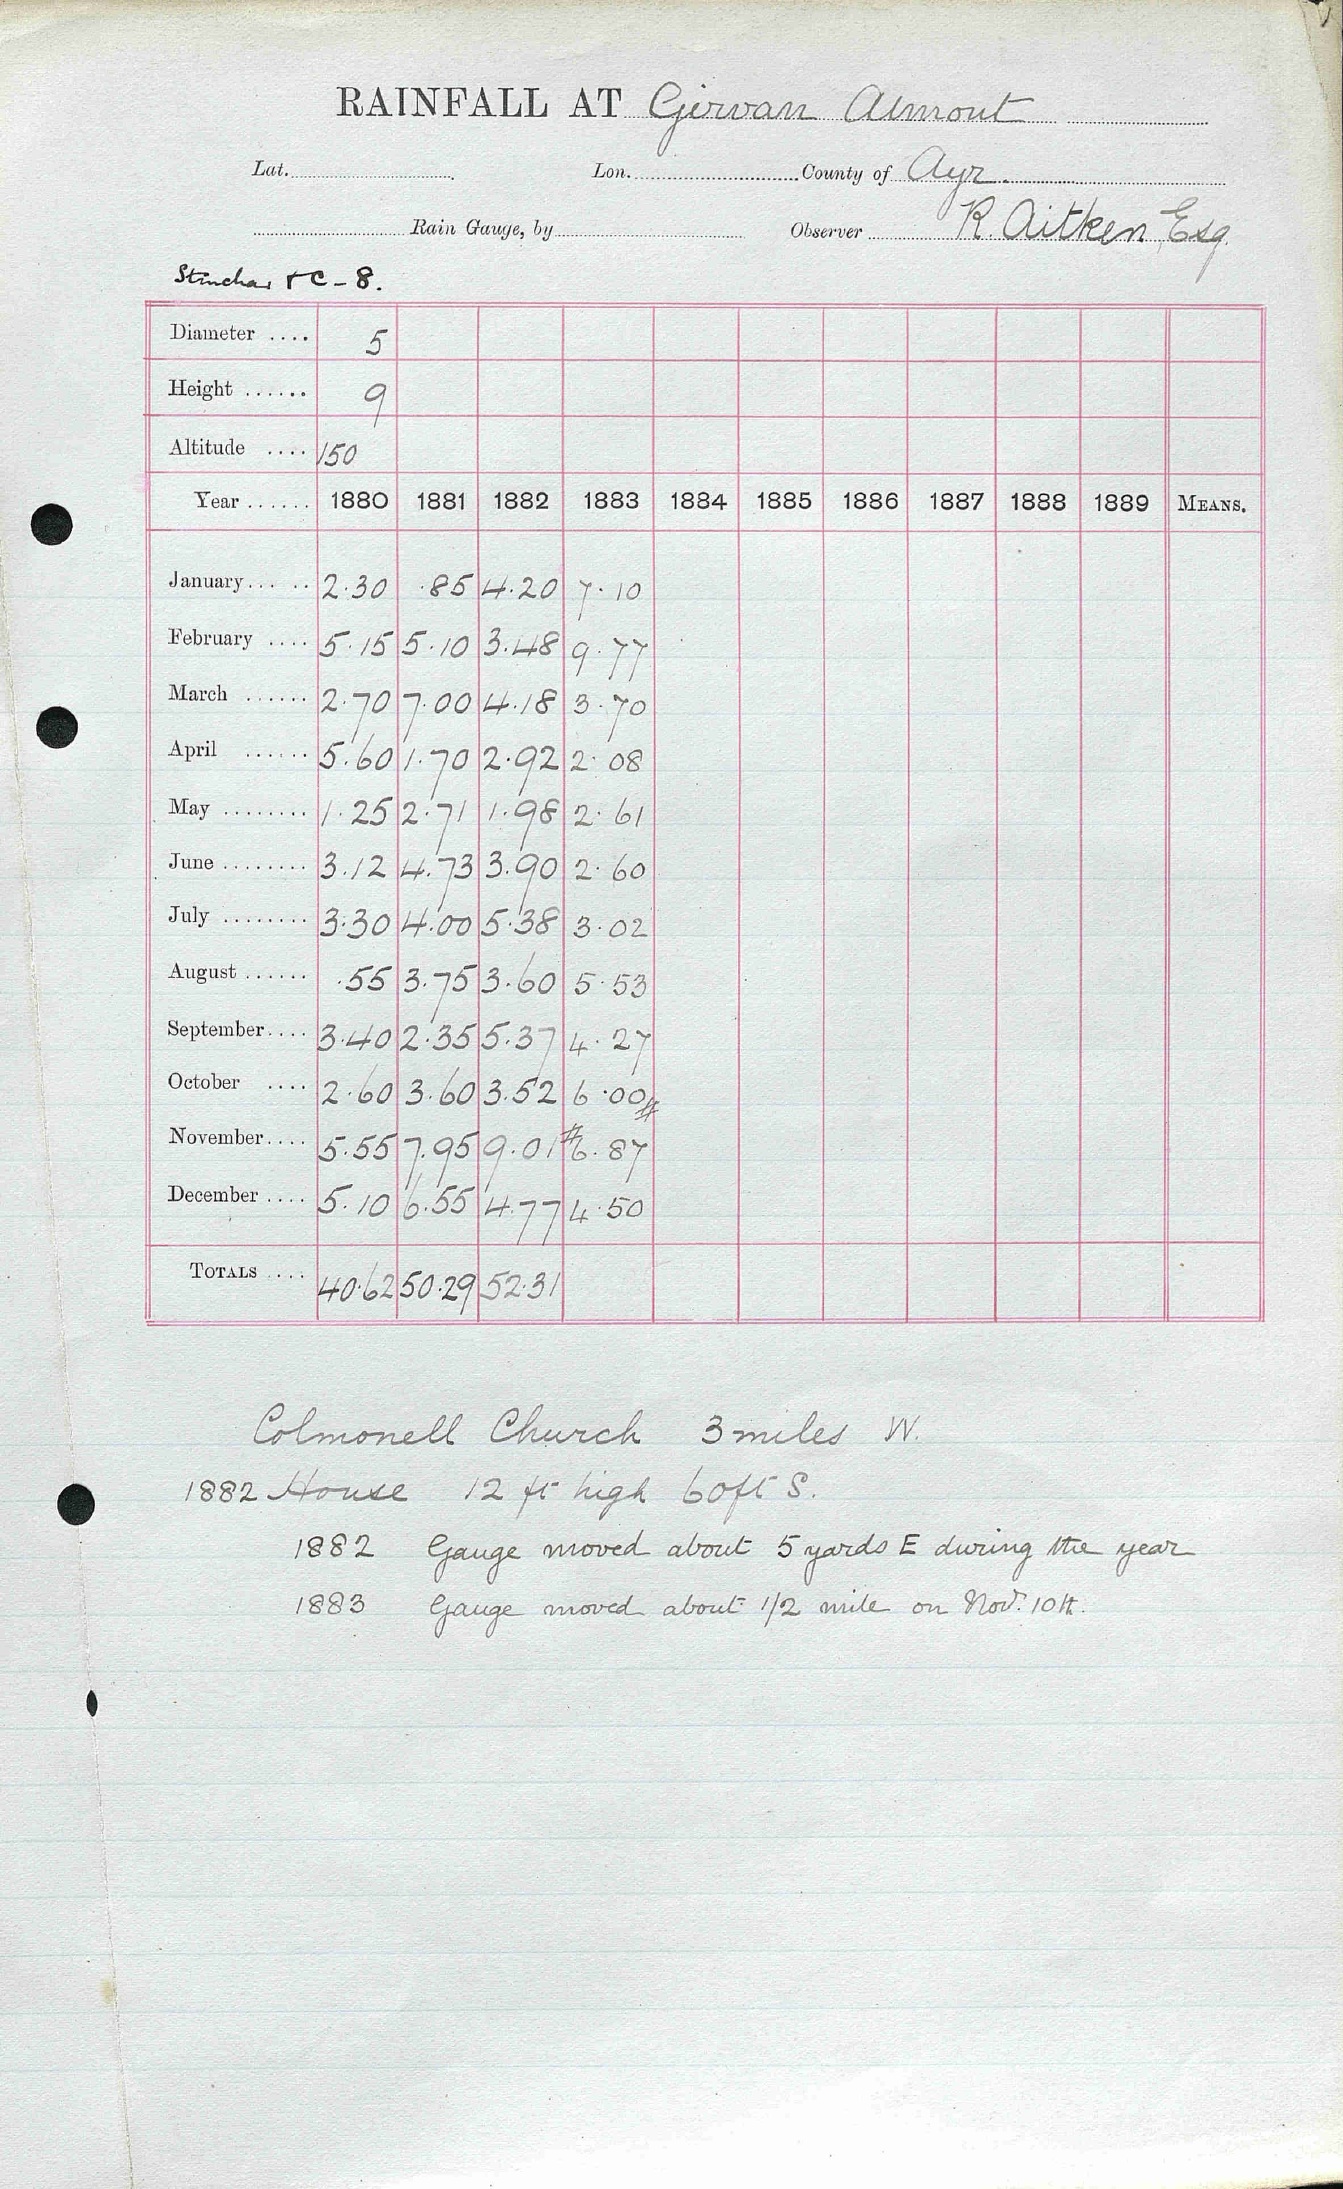 RAINFALL AT Girvan Almont
Lat. Lon. County of Ayr.
Rain Gauge, by Observer R. Aitken Esq.
Stinchar & C - 8.
Diameter .... 5
Height ...... 9
Altitude .... 150
Year ...... 1880 1881 1882 1883 1884 1885 1886 1887 1888 1889 MEANS.
January... .. 2.30 .85 4.20 7.10
February .... 5.15 5.10 3.48 9.77
March ...... 2.70 7.00 4.18 3.70
April ...... 5.60 1.70 2.92 2.08
May ........ 1.25 2.71 1.98 2.61
June ........ 3.12 4.73 3.90 2.60
July ........ 3.30 4.00 5.38 3.02
August ...... .55 3.75 3.60 5.53
September.... 3.40 2.35 5.37 4.27
October .... 2.60 3.60 3.52 6.00#
November.... 5.55 7.95 9.01 #6.87
December .... 5.10 6.55 4.77 4.50
TOTALS .... 40.62 50.29 52.31
Colmonell Church 3 miles W.
1882 House 12 ft high 60ft S.
1882 Gauge moved about 5 yards E during the year
1883 Gauge moved about 1/2 mile on Nov. 10th.